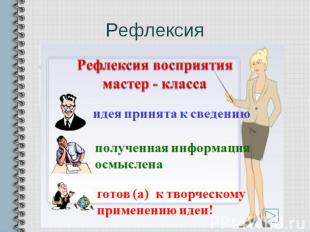 Рефлексия
Рефлексия восприятия
мастер - класса
идея принята к сведению
полученная информация
осмыслена
готов (а) к творческому
применению идеи!